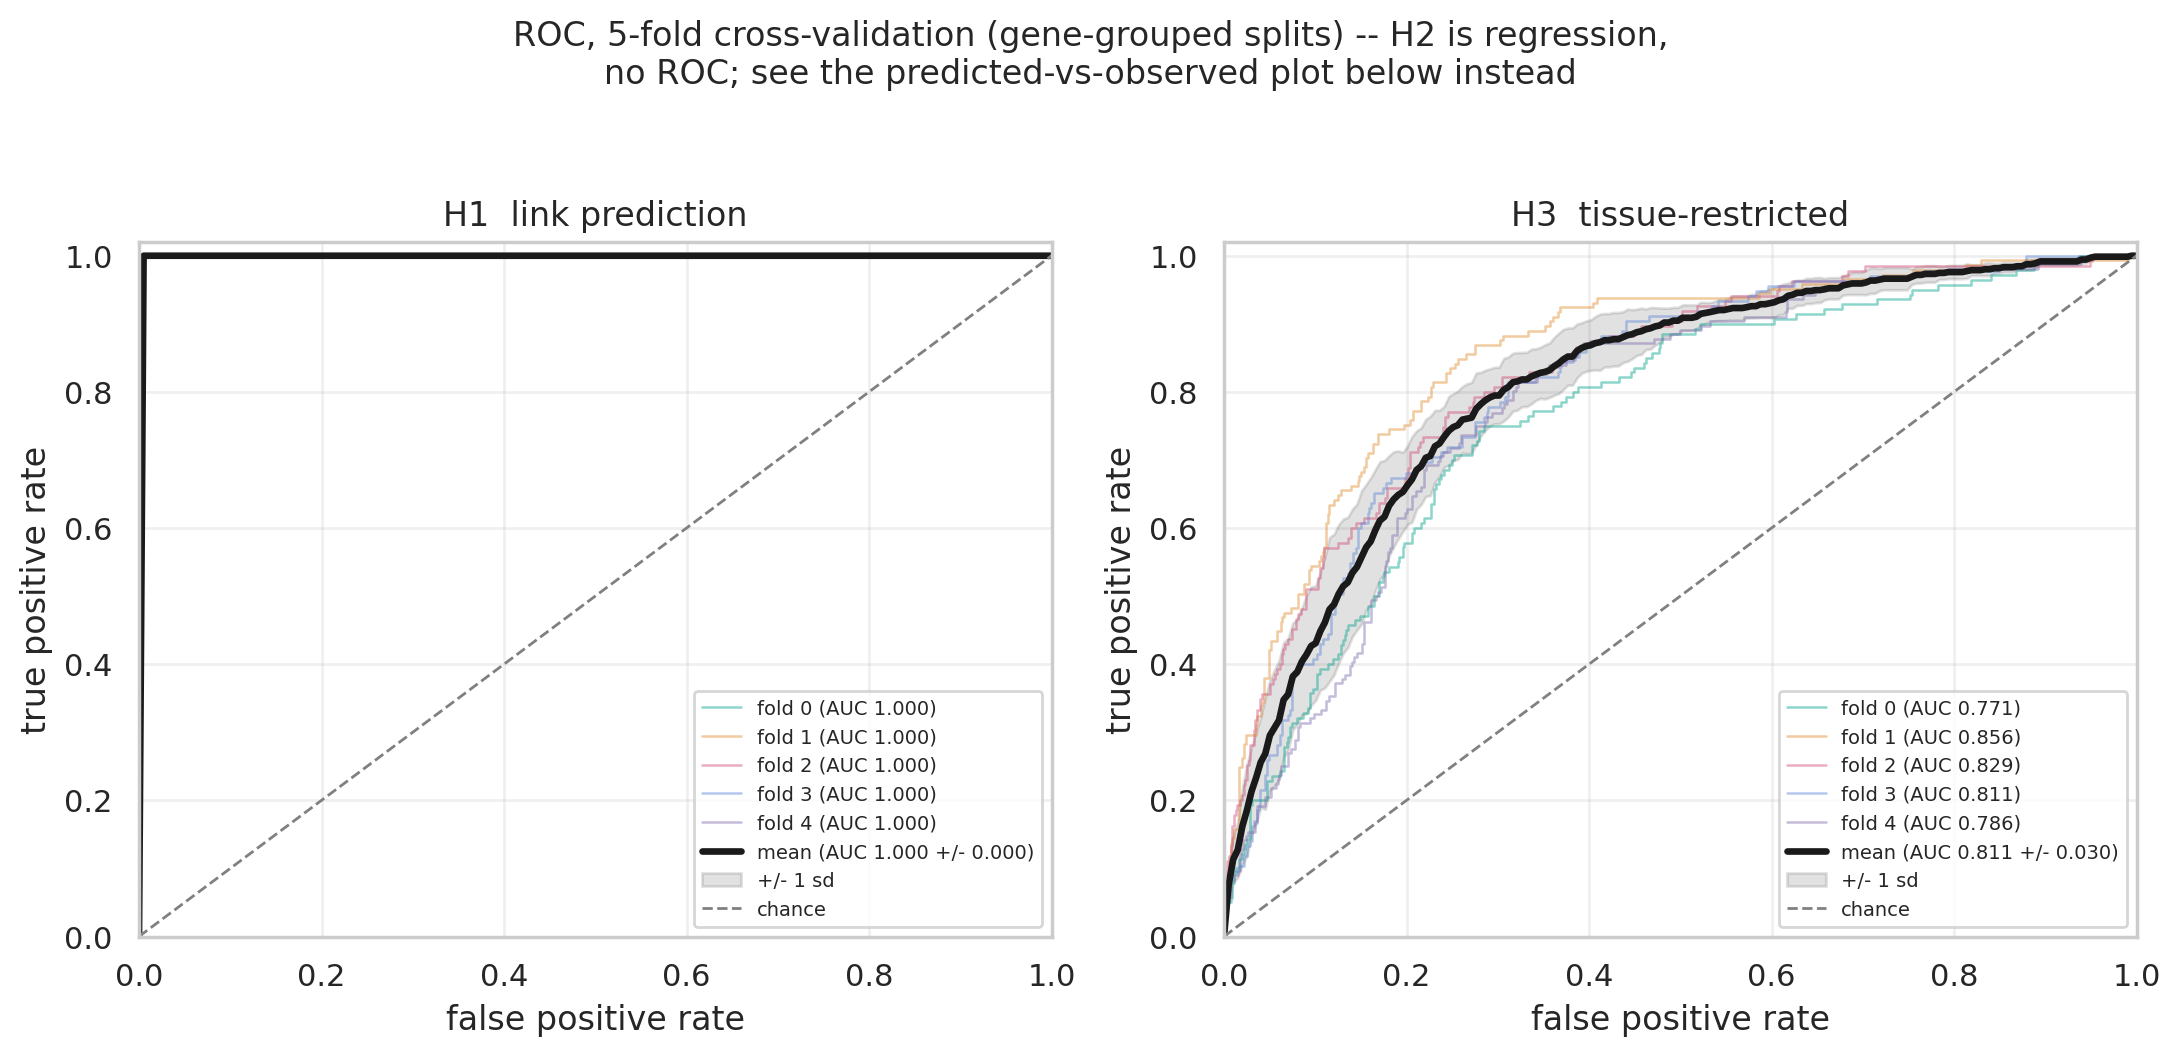 ROC, 5-fold cross-validation (gene-grouped splits) -- H2 is regression,
no ROC; see the predicted-vs-observed plot below instead
H1  link prediction
true positive rate
1.0
0.8
0.6
0.4
0.2
0.0
0.0 0.2 0.4 0.6 0.8 1.0
false positive rate
fold 0 (AUC 1.000)
fold 1 (AUC 1.000)
fold 2 (AUC 1.000)
fold 3 (AUC 1.000)
fold 4 (AUC 1.000)
mean (AUC 1.000 +/- 0.000)
+/- 1 sd
chance
H3  tissue-restricted
true positive rate
1.0
0.8
0.6
0.4
0.2
0.0
0.0 0.2 0.4 0.6 0.8 1.0
false positive rate
fold 0 (AUC 0.771)
fold 1 (AUC 0.856)
fold 2 (AUC 0.829)
fold 3 (AUC 0.811)
fold 4 (AUC 0.786)
mean (AUC 0.811 +/- 0.030)
+/- 1 sd
chance